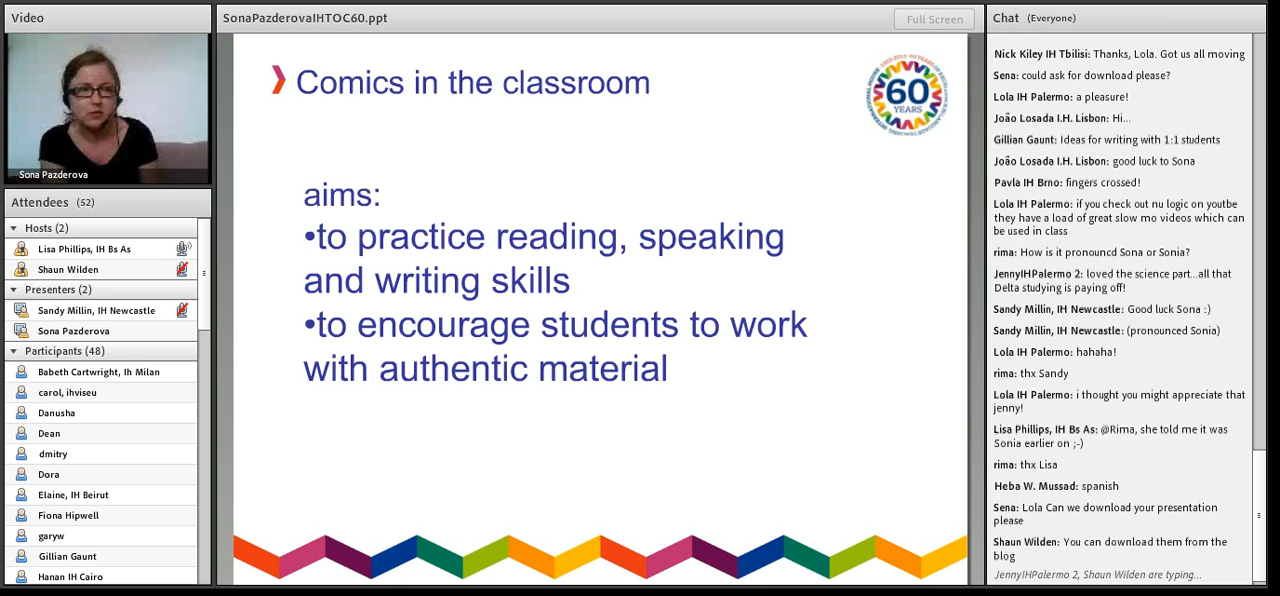 Video
Sona Pazderova
Attendees (52)
Hosts (2)
Lisa Phillips, IH Bs As
Shaun Wilden
Presenters (2)
Sandy Millin, IH Newcastle
Sona Pazderova
Participants (48)
Babeth Cartwright, Ih Milan
carol, ihviseu
Danusha
Dean
dmitry
Dora
Elaine, IH Beirut
Fiona Hipwell
garyw
Gillian Gaunt
Hanan IH Cairo
SonaPazderovaIHTOC60.ppt
Full Screen
Comics in the classroom
60
YEARS
aims:
•to practice reading, speaking
and writing skills
•to encourage students to work
with authentic material
Chat (Everyone)
Nick Kiley IH Tbilisi: Thanks, Lola. Got us all moving
Sena: could ask for download please?
Lola IH Palermo: a pleasure!
João Losada I.H. Lisbon: Hi...
Gillian Gaunt: Ideas for writing with 1:1 students
João Losada I.H. Lisbon: good luck to Sona
Pavla IH Brno: fingers crossed!
Lola IH Palermo: if you check out nu logic on youtbe
they have a load of great slow mo videos which can
be used in class
rima: How is it pronouncd Sona or Sonia?
JennyIHPalermo 2: loved the science part...all that
Delta studying is paying off!
Sandy Millin, IH Newcastle: Good luck Sona :)
Sandy Millin, IH Newcastle: (pronounced Sonia)
Lola IH Palermo: hahaha!
rima: thx Sandy
Lola IH Palermo: i thought you might appreciate that
jenny!
Lisa Phillips, IH Bs As: @Rima, she told me it was
Sonia earlier on ;-)
rima: thx Lisa
Heba W. Mussad: spanish
Sena: Lola Can we download your presentation
please
Shaun Wilden: You can download them from the
blog
JennyIHPalermo 2, Shaun Wilden are typing...